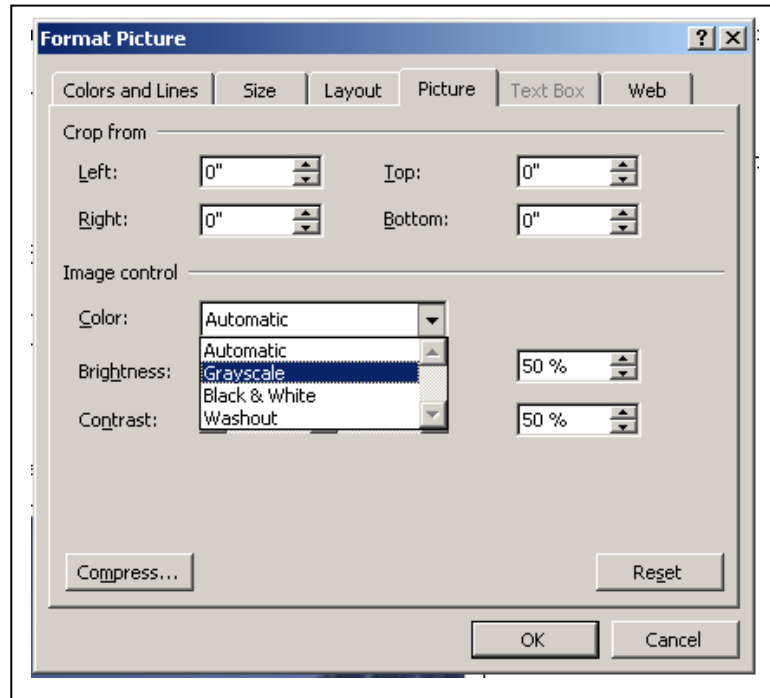 Format Picture
Colors and Lines Size Layout Picture Text Box Web
Crop from
Left: 0" Top: 0"
Right: 0" Bottom: 0"
Image control
Color: Automatic
Automatic
Brightness: Grayscale 50 %
Black & White
Contrast: Washout 50 %
Compress... Reset
OK Cancel